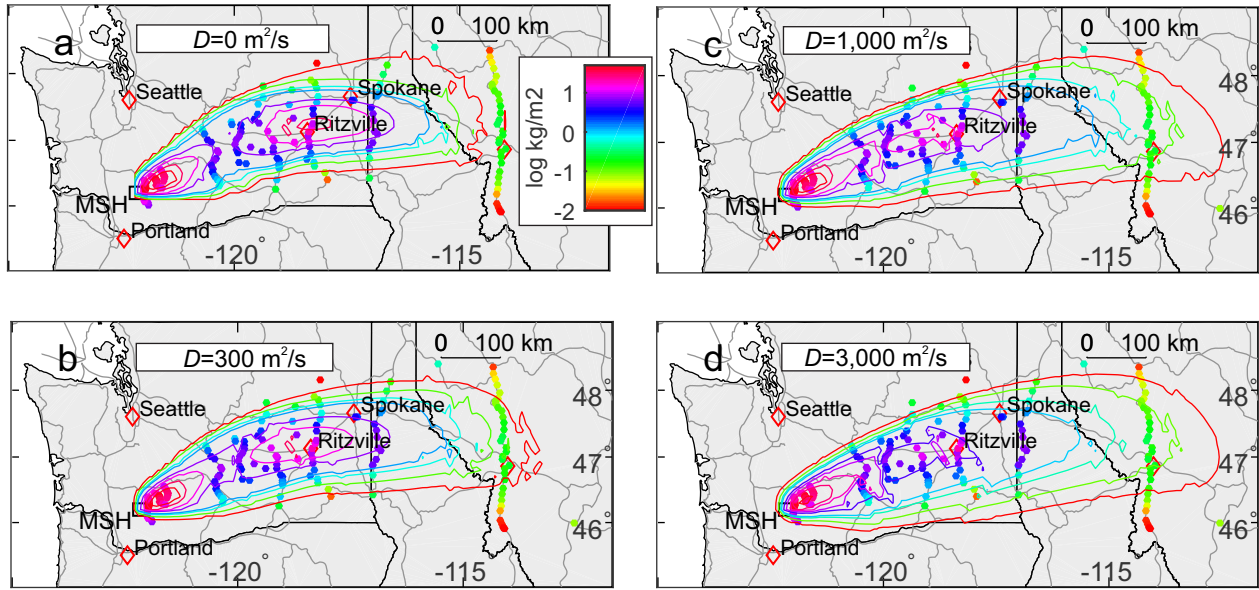 a
D=0 m²/s
0 100 km
Seattle
Spokane
Ritzville
MSH
Portland
-120°
-115
1
0
-1
-2
log kg/m2
c
D=1,000 m²/s
0 100 km
48°
Seattle
Spokane
Ritzville
47
MSH
46°
Portland
-120°
-115
b
D=300 m²/s
0 100 km
48°
Seattle
Spokane
Ritzville
47°
MSH
46°
Portland
-120°
-115
d
D=3,000 m²/s
0 100 km
48°
Seattle
Spokane
Ritzville
47°
MSH
46°
Portland
-120°
-115